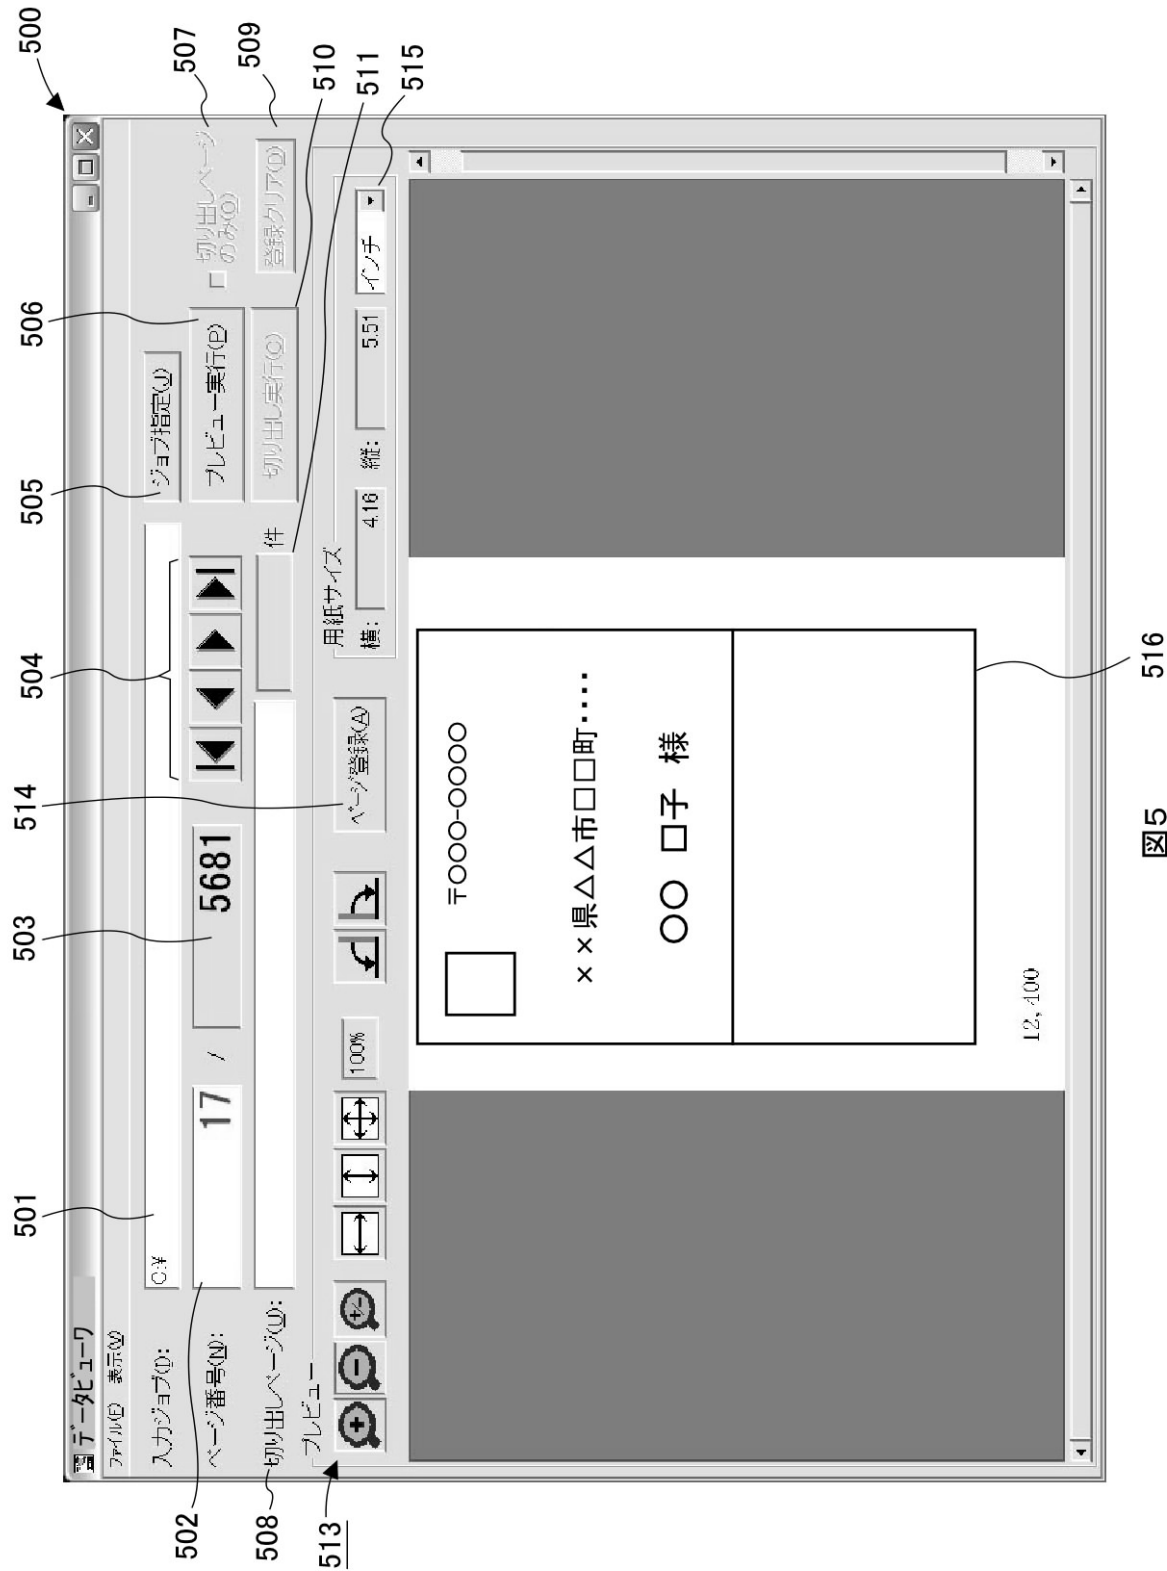 500
データビューワ
ファイル(F) 表示(V)
501
505
入力ジョブ(I): C:¥ ジョブ指定(J)
502
503
504
506
507
ページ番号(N): 17 / 5681 プレビュー実行(P) 切り出しページ
のみ(O)
508
切り出しページ(U): 件 切り出し実行(C) 登録クリア(D)
509
510
511
プレビュー
513
100%
514
ページ登録(A)
用紙サイズ
横: 4.16 縦: 5.51 インチ
515
〒○○○-○○○○
××県△△市□□町・・・・
○○ □子 様
12,400
516
図5